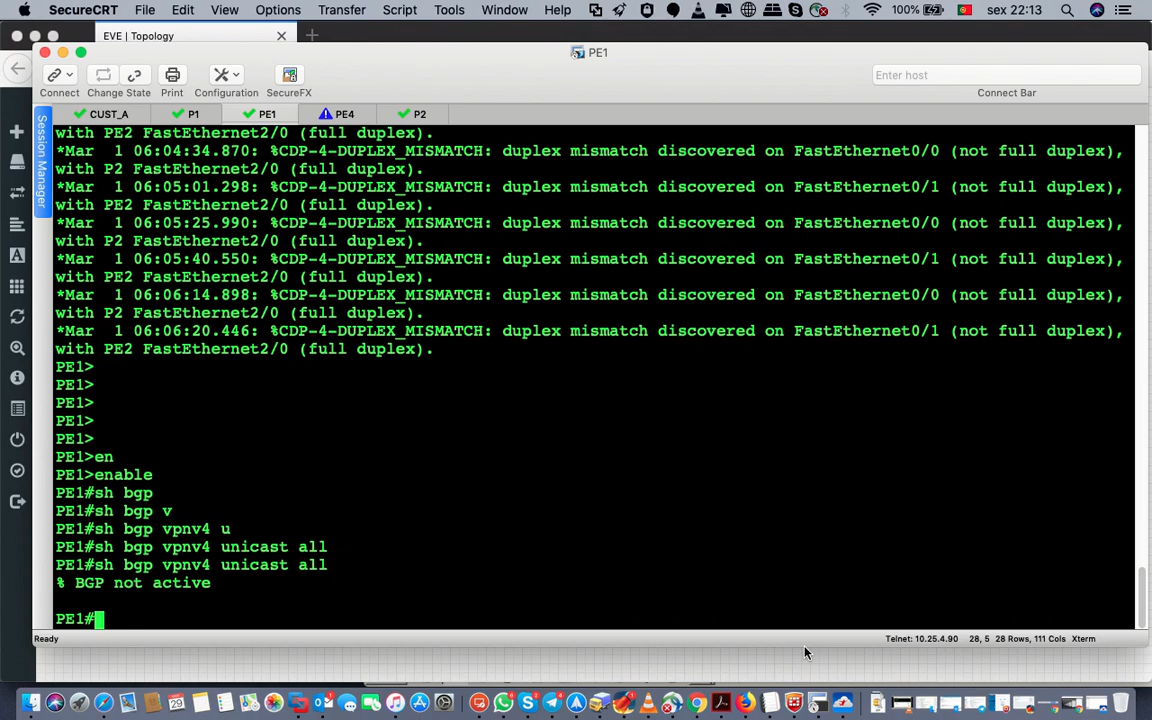 SecureCRT File Edit View Options Transfer Script Tools Window Help 100% sex 22:13
EVE | Topology
PE1
Enter host
Connect Change State Print Configuration SecureFX Connect Bar
Session Manager
CUST_A P1 PE1 PE4 P2
with PE2 FastEthernet2/0 (full duplex).
*Mar  1 06:04:34.870: %CDP-4-DUPLEX_MISMATCH: duplex mismatch discovered on FastEthernet0/0 (not full duplex),
with P2 FastEthernet2/0 (full duplex).
*Mar  1 06:05:01.298: %CDP-4-DUPLEX_MISMATCH: duplex mismatch discovered on FastEthernet0/1 (not full duplex),
with PE2 FastEthernet2/0 (full duplex).
*Mar  1 06:05:25.990: %CDP-4-DUPLEX_MISMATCH: duplex mismatch discovered on FastEthernet0/0 (not full duplex),
with P2 FastEthernet2/0 (full duplex).
*Mar  1 06:05:40.550: %CDP-4-DUPLEX_MISMATCH: duplex mismatch discovered on FastEthernet0/1 (not full duplex),
with PE2 FastEthernet2/0 (full duplex).
*Mar  1 06:06:14.898: %CDP-4-DUPLEX_MISMATCH: duplex mismatch discovered on FastEthernet0/0 (not full duplex),
with P2 FastEthernet2/0 (full duplex).
*Mar  1 06:06:20.446: %CDP-4-DUPLEX_MISMATCH: duplex mismatch discovered on FastEthernet0/1 (not full duplex),
with PE2 FastEthernet2/0 (full duplex).
PE1>
PE1>
PE1>
PE1>
PE1>
PE1>en
PE1>enable
PE1#sh bgp
PE1#sh bgp v
PE1#sh bgp vpnv4 u
PE1#sh bgp vpnv4 unicast all
PE1#sh bgp vpnv4 unicast all
% BGP not active
PE1#
Ready Telnet: 10.25.4.90 28, 5 28 Rows, 111 Cols Xterm